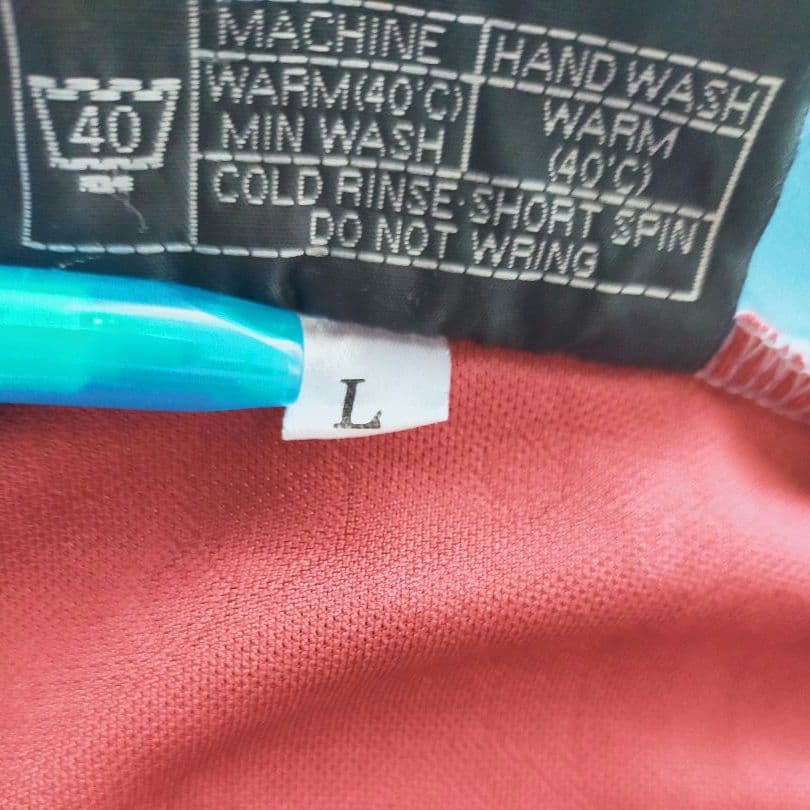 40
MACHINE
WARM(40°C)
MIN WASH
HAND WASH
WARM
(40°C)
COLD RINSE·SHORT SPIN
DO NOT WRING
L